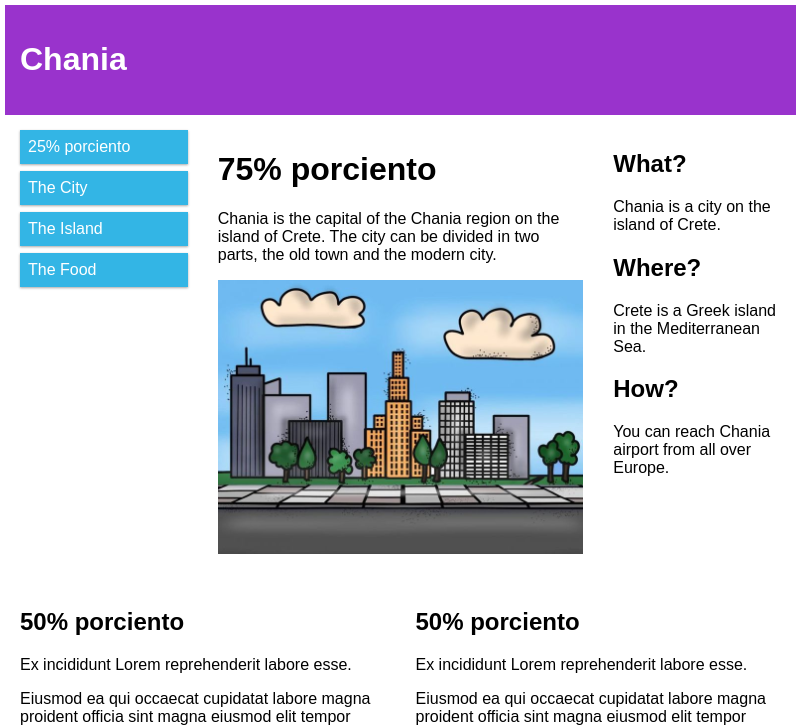 Chania
25% porciento
The City
The Island
The Food
75% porciento
Chania is the capital of the Chania region on the
island of Crete. The city can be divided in two
parts, the old town and the modern city.
What?
Chania is a city on the
island of Crete.
Where?
Crete is a Greek island
in the Mediterranean
Sea.
How?
You can reach Chania
airport from all over
Europe.
50% porciento
Ex incididunt Lorem reprehenderit labore esse.
Eiusmod ea qui occaecat cupidatat labore magna
proident officia sint magna eiusmod elit tempor
50% porciento
Ex incididunt Lorem reprehenderit labore esse.
Eiusmod ea qui occaecat cupidatat labore magna
proident officia sint magna eiusmod elit tempor